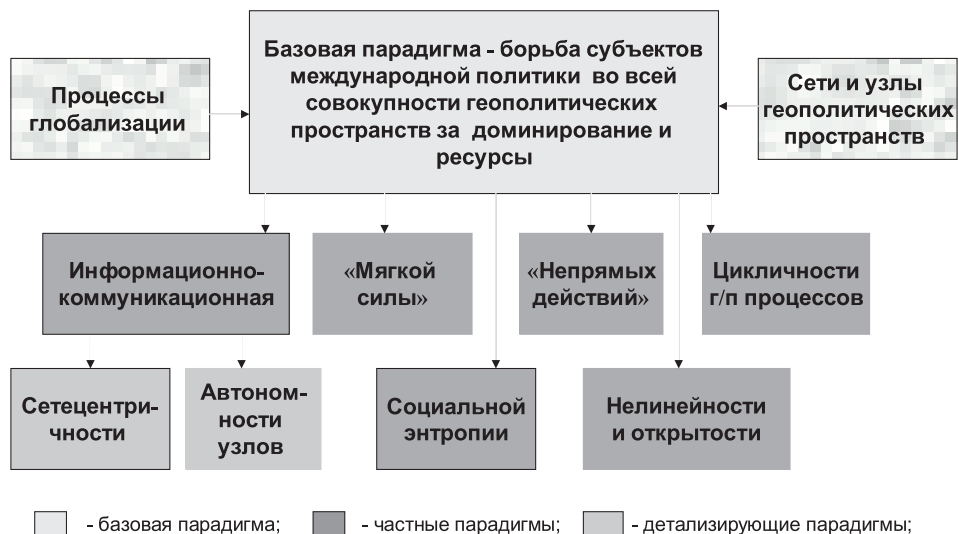 Базовая парадигма - борьба субъектов
международной политики во всей
совокупности геополитических
пространств за доминирование и
ресурсы
Процессы
глобализации
Сети и узлы
геополитических
пространств
Информационно-
коммуникационная
«Мягкой
силы»
«Непрямых
действий»
Цикличности
г/п процессов
Сетецентри-
чности
Автоном-
ности
узлов
Социальной
энтропии
Нелинейности
и открытости
- базовая парадигма; - частные парадигмы; - детализирующие парадигмы;